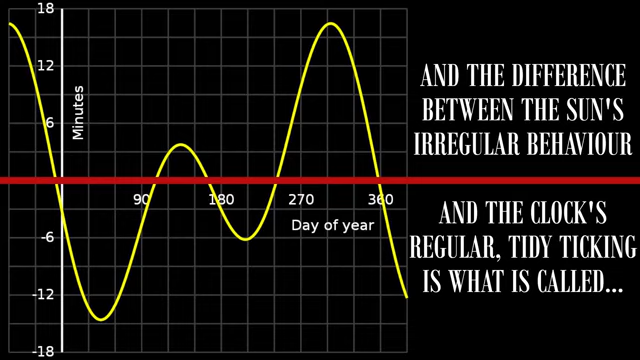 18
12
6
-6
-12
-18
Minutes
90 180 270 360
Day of year
AND THE DIFFERENCE
BETWEEN THE SUN'S
IRREGULAR BEHAVIOUR
AND THE CLOCK'S
REGULAR, TIDY TICKING
IS WHAT IS CALLED...